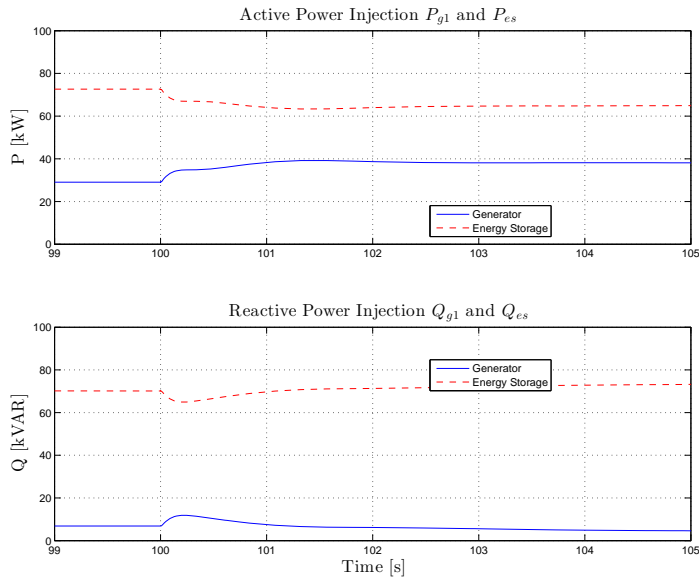 Active Power Injection P_{g1} and P_{es}
100
80
60
40
20
0
P [kW]
99 100 101 102 103 104 105
Generator
Energy Storage
Reactive Power Injection Q_{g1} and Q_{es}
100
80
60
40
20
0
Q [kVAR]
99 100 101 102 103 104 105
Generator
Energy Storage
Time [s]